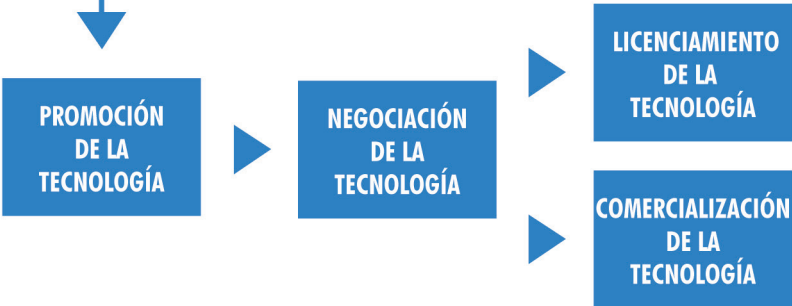 PROMOCIÓN
DE LA
TECNOLOGÍA
NEGOCIACIÓN
DE LA
TECNOLOGÍA
LICENCIAMIENTO
DE LA
TECNOLOGÍA
COMERCIALIZACIÓN
DE LA
TECNOLOGÍA